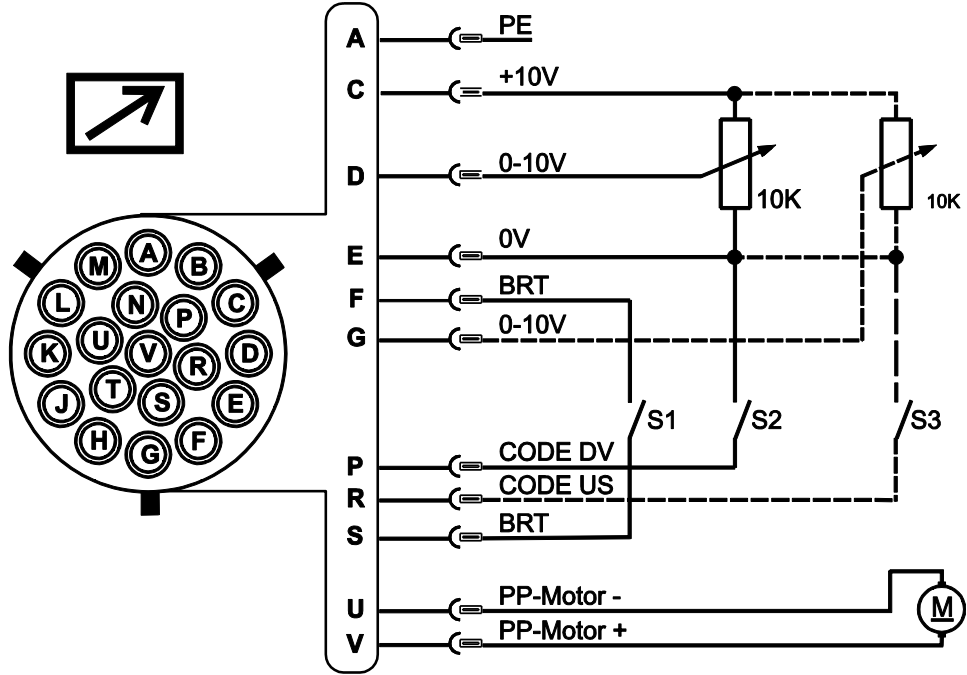 A PE
C +10V
D 0-10V
10K
10K
E 0V
F BRT
G 0-10V
S1
S2
S3
P CODE DV
R CODE US
S BRT
U PP-Motor -
V PP-Motor +
M
A
M B
L N P C
K U V R D
J T S E
H G F